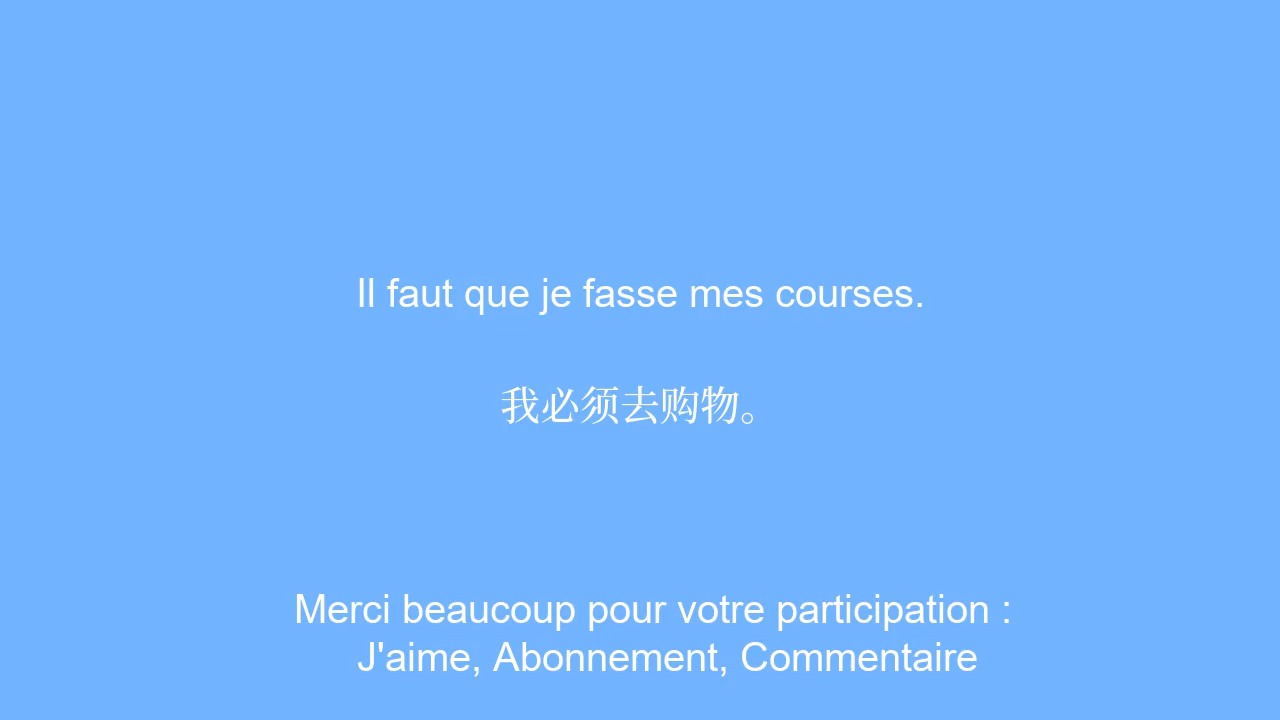 Il faut que je fasse mes courses.
我必须去购物。
Merci beaucoup pour votre participation :
J'aime, Abonnement, Commentaire